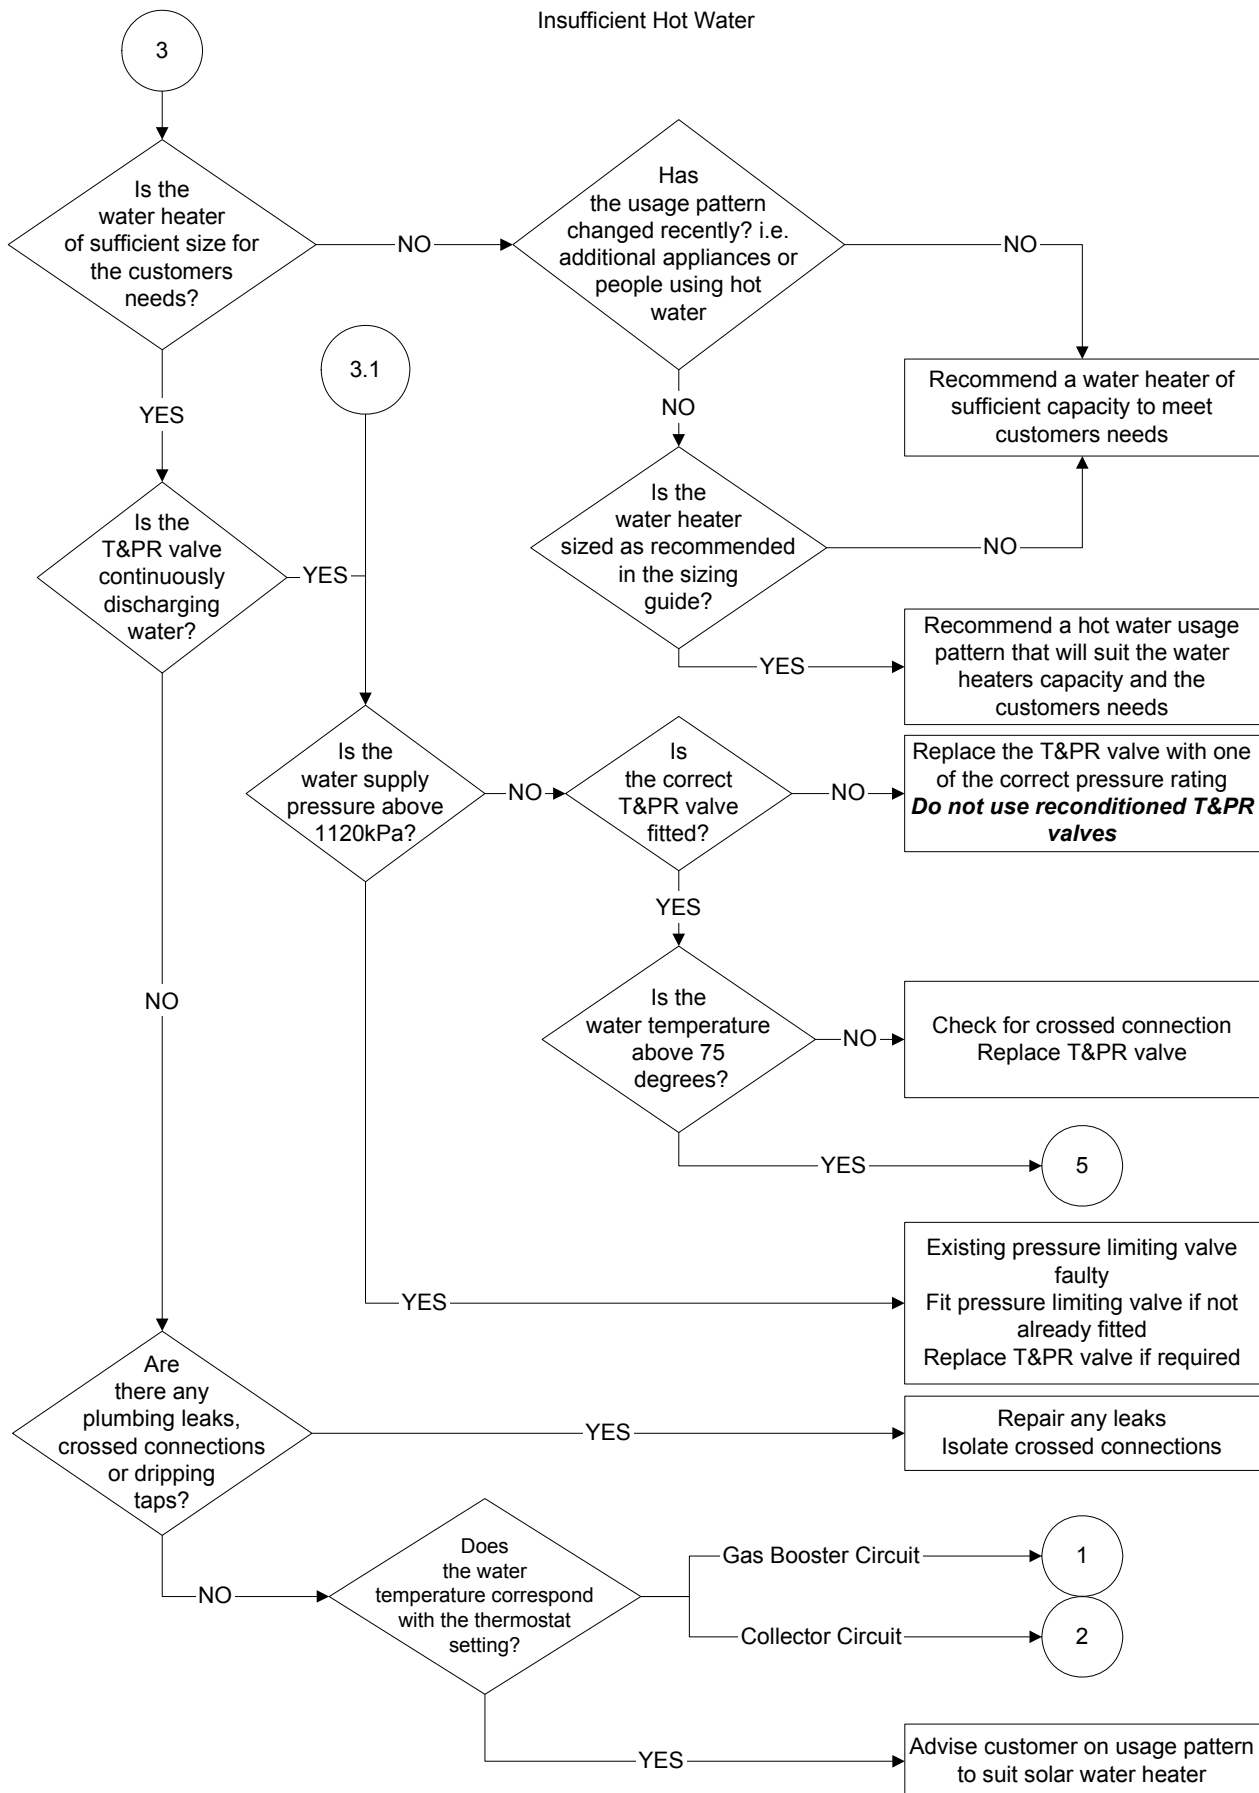 Insufficient Hot Water
3
Is the
water heater
of sufficient size for
the customers
needs?
NO
Has
the usage pattern
changed recently? i.e.
additional appliances or
people using hot
water
NO
3.1
YES
NO
Recommend a water heater of
sufficient capacity to meet
customers needs
Is the
T&PR valve
continuously
discharging
water?
YES
Is the
water heater
sized as recommended
in the sizing
guide?
NO
YES
Recommend a hot water usage
pattern that will suit the water
heaters capacity and the
customers needs
Is the
water supply
pressure above
1120kPa?
NO
Is
the correct
T&PR valve
fitted?
NO
Replace the T&PR valve with one
of the correct pressure rating
Do not use reconditioned T&PR
valves
YES
NO
Is the
water temperature
above 75
degrees?
NO
Check for crossed connection
Replace T&PR valve
YES
5
YES
Existing pressure limiting valve
faulty
Fit pressure limiting valve if not
already fitted
Replace T&PR valve if required
Are
there any
plumbing leaks,
crossed connections
or dripping
taps?
YES
Repair any leaks
Isolate crossed connections
NO
Does
the water
temperature correspond
with the thermostat
setting?
Gas Booster Circuit
1
Collector Circuit
2
YES
Advise customer on usage pattern
to suit solar water heater